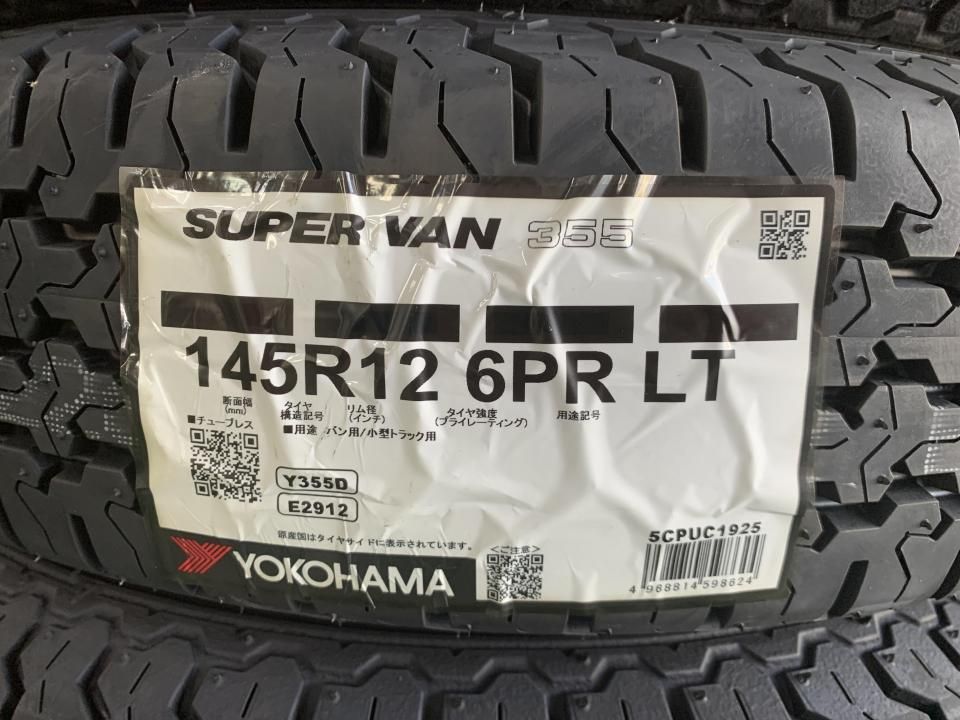 SUPER VAN 355
145R12 6PR LT
断面幅
(mm)
タイヤ
構造記号
リム径
(インチ)
タイヤ強度
(プライレーティング)
用途記号
■チューブレス
■用途 バン用/小型トラック用
Y355D
E2912
原産国はタイヤサイドに表示されています。
<ご注意>
5CPUC1925
YOKOHAMA
4 968814 598624